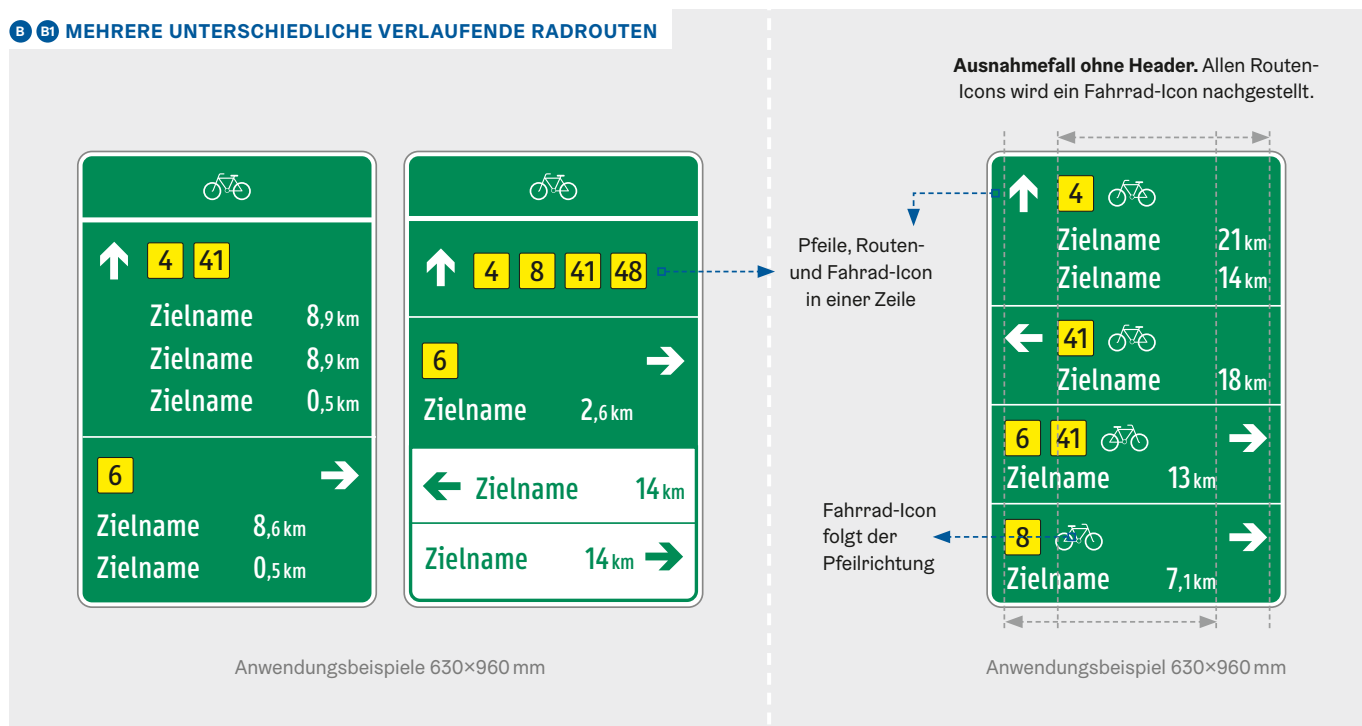 B B1 MEHRERE UNTERSCHIEDLICHE VERLAUFENDE RADROUTEN
4 41
Zielname 8,9 km
Zielname 8,9 km
Zielname 0,5 km
6
Zielname 8,6 km
Zielname 0,5 km
Anwendungsbeispiele 630×960 mm
4 8 41 48
6
Zielname 2,6 km
Zielname 14 km
Zielname 14 km
Pfeile, Routen-
und Fahrrad-Icon
in einer Zeile
Fahrrad-Icon
folgt der
Pfeilrichtung
Ausnahmefall ohne Header. Allen Routen-
Icons wird ein Fahrrad-Icon nachgestellt.
4
Zielname 21 km
Zielname 14 km
41
Zielname 18 km
6 41
Zielname 13 km
8
Zielname 7,1 km
Anwendungsbeispiel 630×960 mm